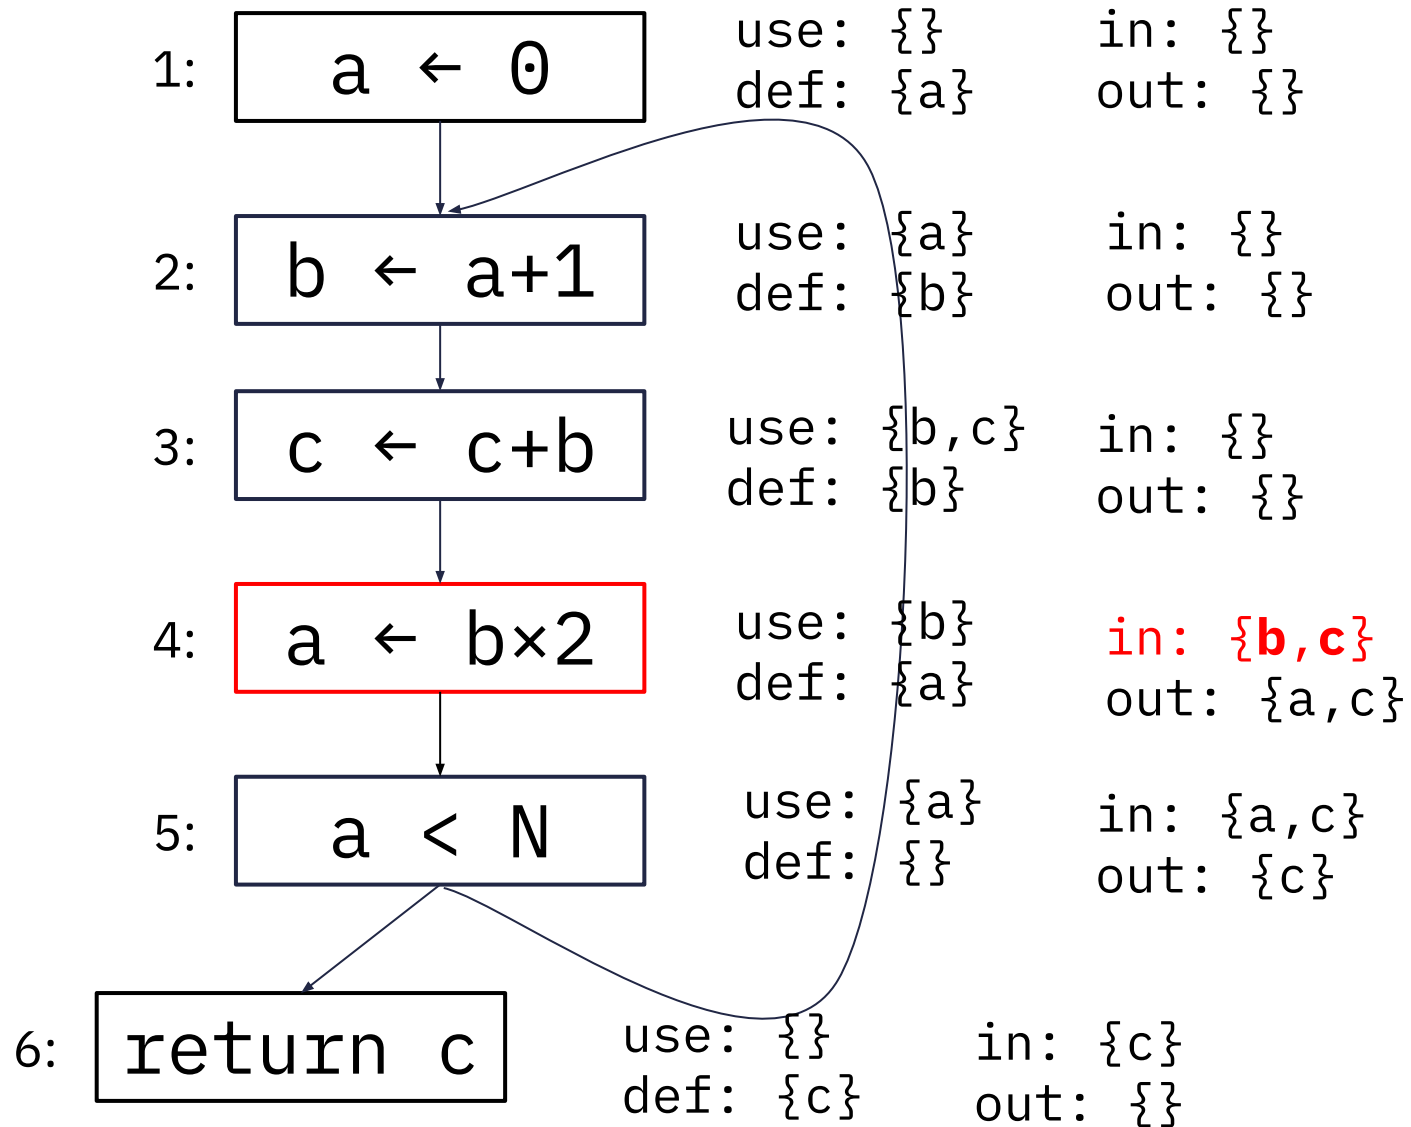 1: a ← 0 use: {} in: {}
def: {a} out: {}
2: b ← a+1 use: {a} in: {}
def: {b} out: {}
3: c ← c+b use: {b,c} in: {}
def: {b} out: {}
4: a ← b×2 use: {b} in: {b,c}
def: {a} out: {a,c}
5: a < N use: {a} in: {a,c}
def: {} out: {c}
6: return c use: {} in: {c}
def: {c} out: {}